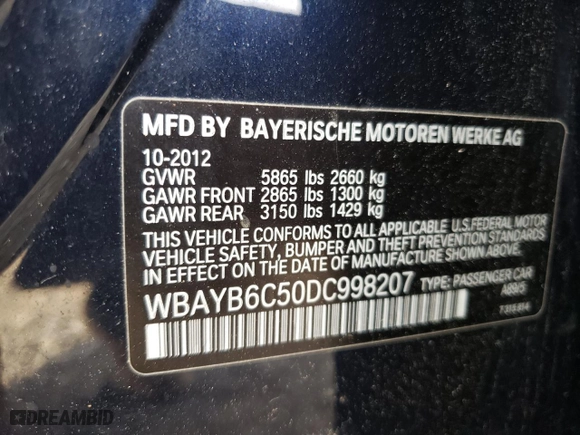 MFD BY BAYERISCHE MOTOREN WERKE AG
10-2012
GVWR 5865 lbs 2660 kg
GAWR FRONT 2865 lbs 1300 kg
GAWR REAR 3150 lbs 1429 kg
THIS VEHICLE CONFORMS TO ALL APPLICABLE U.S.FEDERAL MOTOR
VEHICLE SAFETY, BUMPER AND THEFT PREVENTION STANDARDS
IN EFFECT ON THE DATE OF MANUFACTURE SHOWN ABOVE.
WBAYB6C50DC998207 TYPE: PASSENGER CAR
DREAMBID